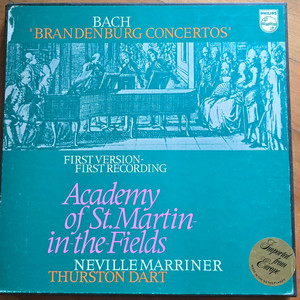 BACH
'BRANDENBURG CONCERTOS'
PHILIPS
FIRST VERSION-
FIRST RECORDING
Academy
of St. Martin-
in-the-Fields
NEVILLE MARRINER
THURSTON DART
Imported
from
Europe